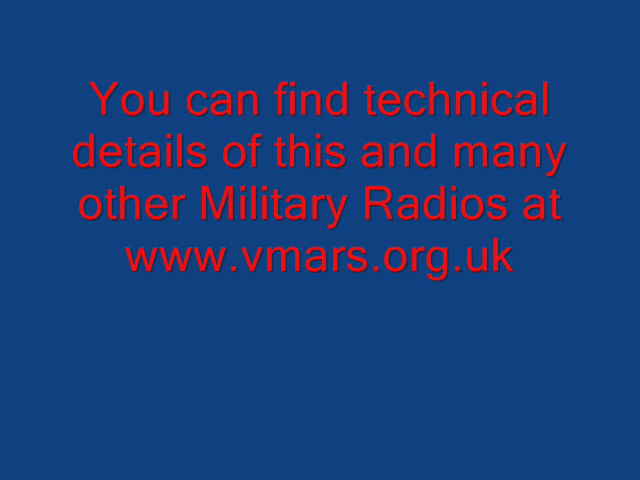 You can find technical
details of this and many
other Military Radios at
www.vmars.org.uk